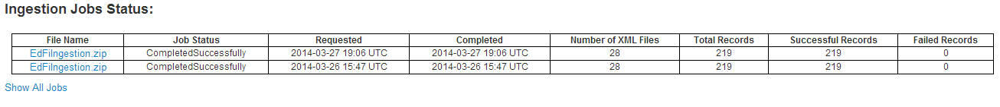 Ingestion Jobs Status:
File Name Job Status Requested Completed Number of XML Files Total Records Successful Records Failed Records
EdFiIngestion.zip CompletedSuccessfully 2014-03-27 19:06 UTC 2014-03-27 19:06 UTC 28 219 219 0
EdFiIngestion.zip CompletedSuccessfully 2014-03-26 15:47 UTC 2014-03-26 15:47 UTC 28 219 219 0
Show All Jobs